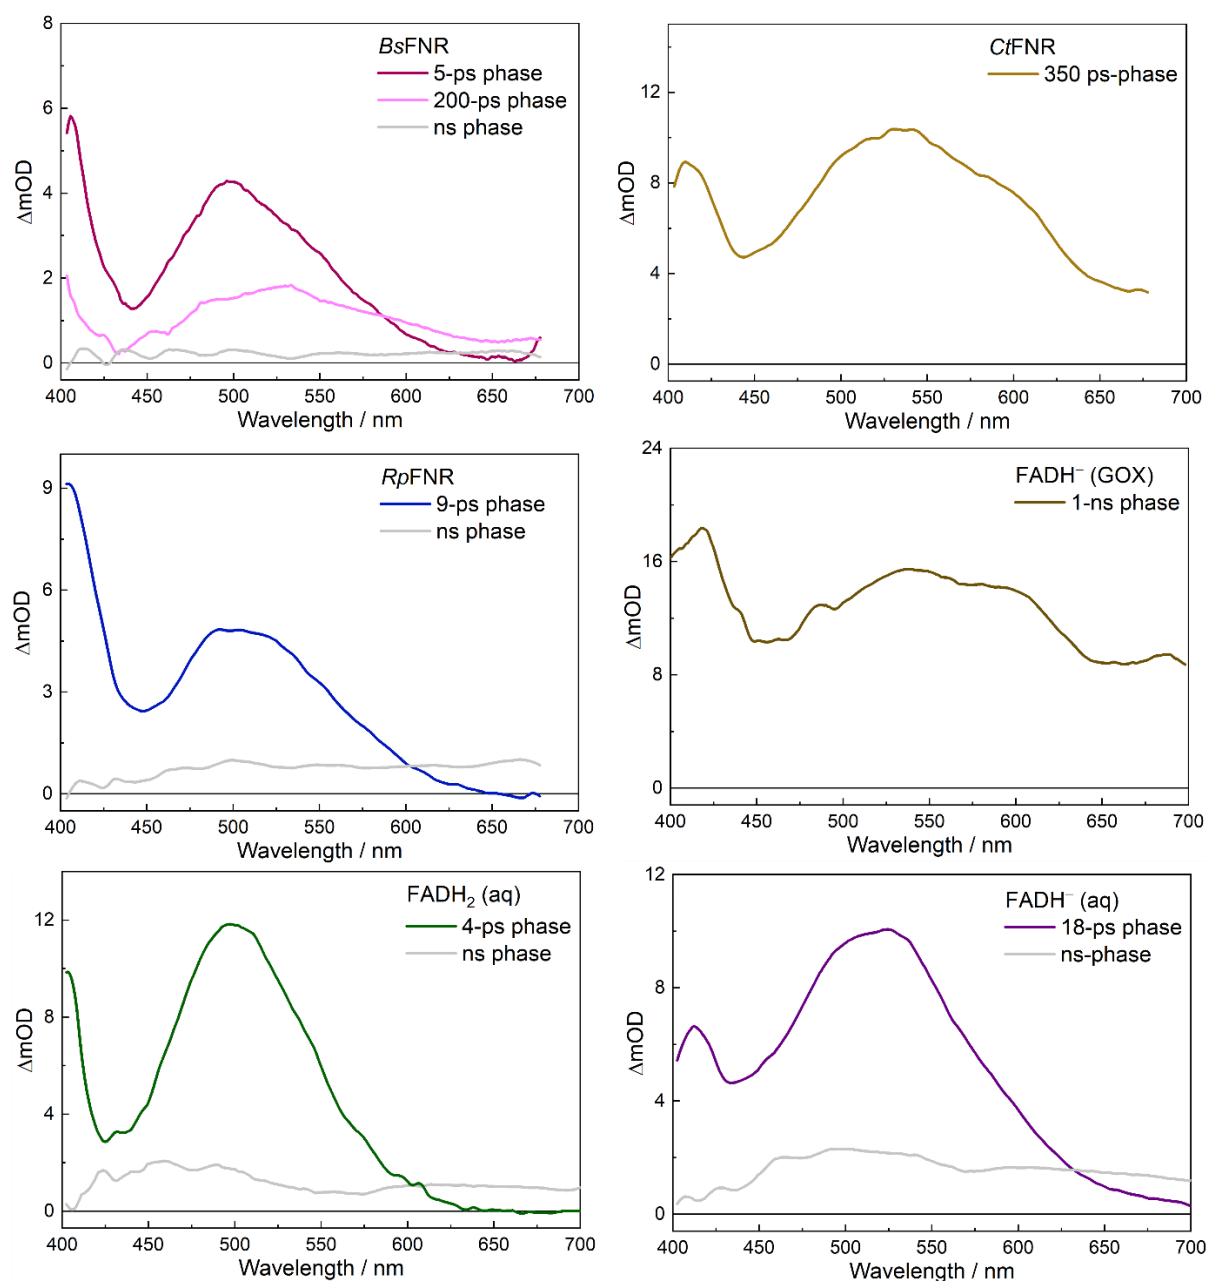 BsFNR
5-ps phase
200-ps phase
ns phase
8
6
4
2
0
ΔmOD
400 450 500 550 600 650 700
Wavelength / nm
CtFNR
350 ps-phase
12
8
4
0
ΔmOD
400 450 500 550 600 650 700
Wavelength / nm
RpFNR
9-ps phase
ns phase
9
6
3
0
ΔmOD
400 450 500 550 600 650 700
Wavelength / nm
FADH⁻ (GOX)
1-ns phase
24
16
8
0
ΔmOD
400 450 500 550 600 650 700
Wavelength / nm
FADH₂ (aq)
4-ps phase
ns phase
12
8
4
0
ΔmOD
400 450 500 550 600 650 700
Wavelength / nm
FADH⁻ (aq)
18-ps phase
ns-phase
12
8
4
0
ΔmOD
400 450 500 550 600 650 700
Wavelength / nm